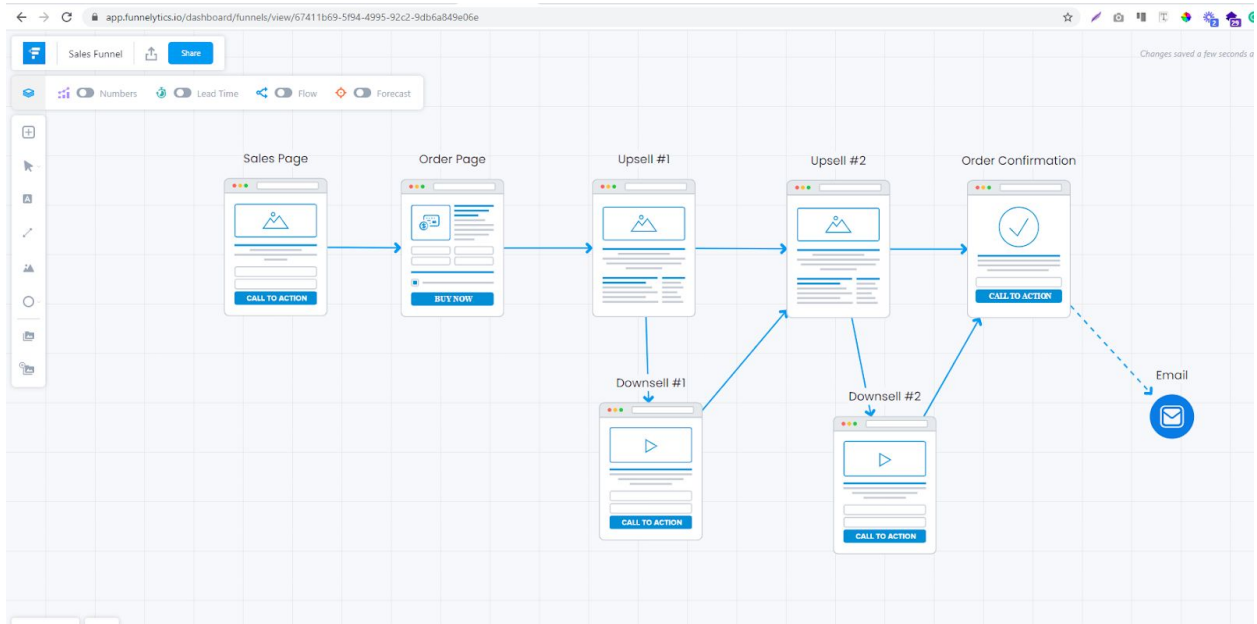 app.funnelytics.io/dashboard/funnels/view/67411b69-5f94-4995-92c2-9db6a849e06e
Sales Funnel
Share
Changes saved a few seconds a
Numbers
Lead Time
Flow
Forecast
Sales Page
Order Page
Upsell #1
Upsell #2
Order Confirmation
CALL TO ACTION
BUY NOW
CALL TO ACTION
Downsell #1
Downsell #2
Email
CALL TO ACTION
CALL TO ACTION